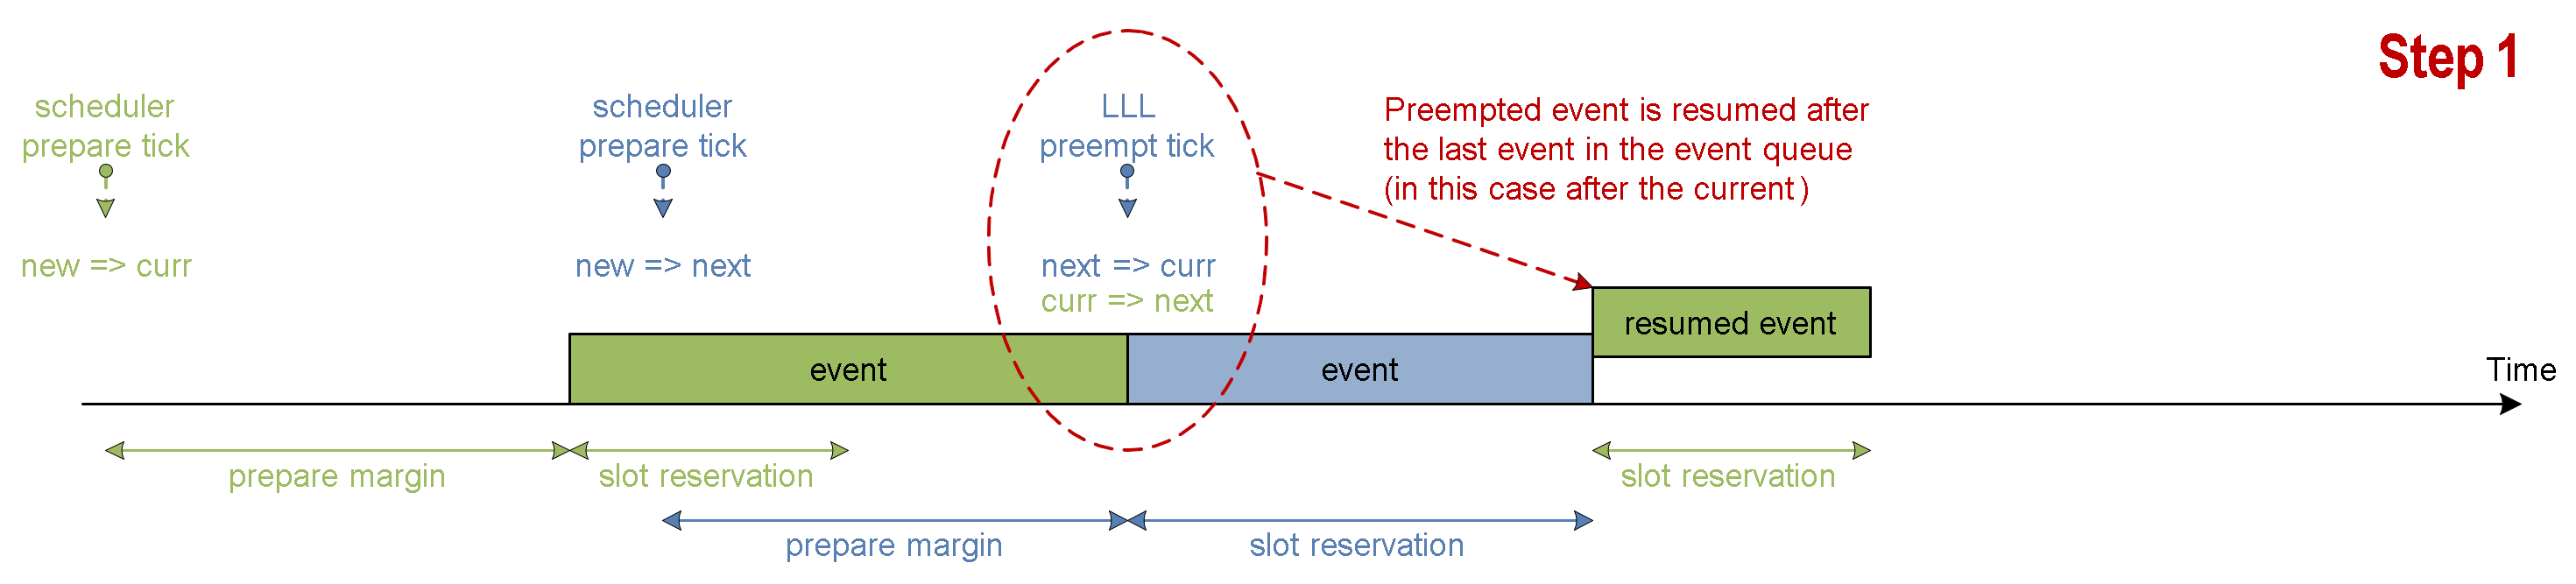 Step 1
scheduler
prepare tick
scheduler
prepare tick
LLL
preempt tick
Preempted event is resumed after
the last event in the event queue
(in this case after the current)
new => curr
new => next
next => curr
curr => next
event
event
resumed event
Time
prepare margin
slot reservation
slot reservation
prepare margin
slot reservation